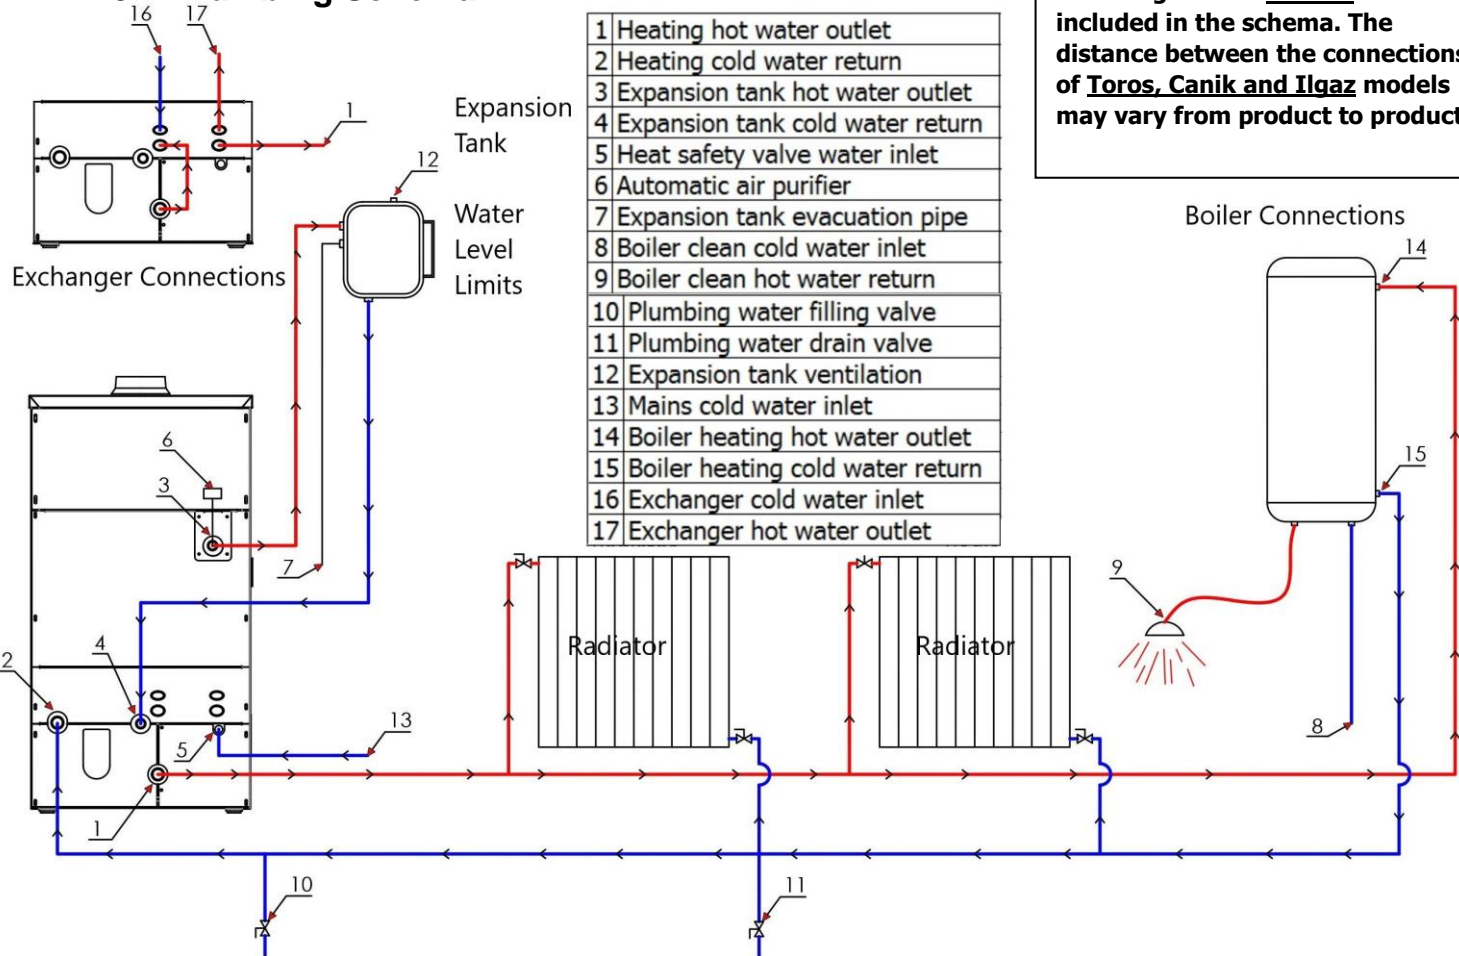 16
17
1
Expansion
Tank
12
Water
Level
Limits
Exchanger Connections
1 Heating hot water outlet
2 Heating cold water return
3 Expansion tank hot water outlet
4 Expansion tank cold water return
5 Heat safety valve water inlet
6 Automatic air purifier
7 Expansion tank evacuation pipe
8 Boiler clean cold water inlet
9 Boiler clean hot water return
10 Plumbing water filling valve
11 Plumbing water drain valve
12 Expansion tank ventilation
13 Mains cold water inlet
14 Boiler heating hot water outlet
15 Boiler heating cold water return
16 Exchanger cold water inlet
17 Exchanger hot water outlet
included in the schema. The
distance between the connections
of Toros, Canik and Ilgaz models
may vary from product to product
Boiler Connections
14
15
6
3
7
9
Radiator
Radiator
2
4
5
13
8
1
10
11